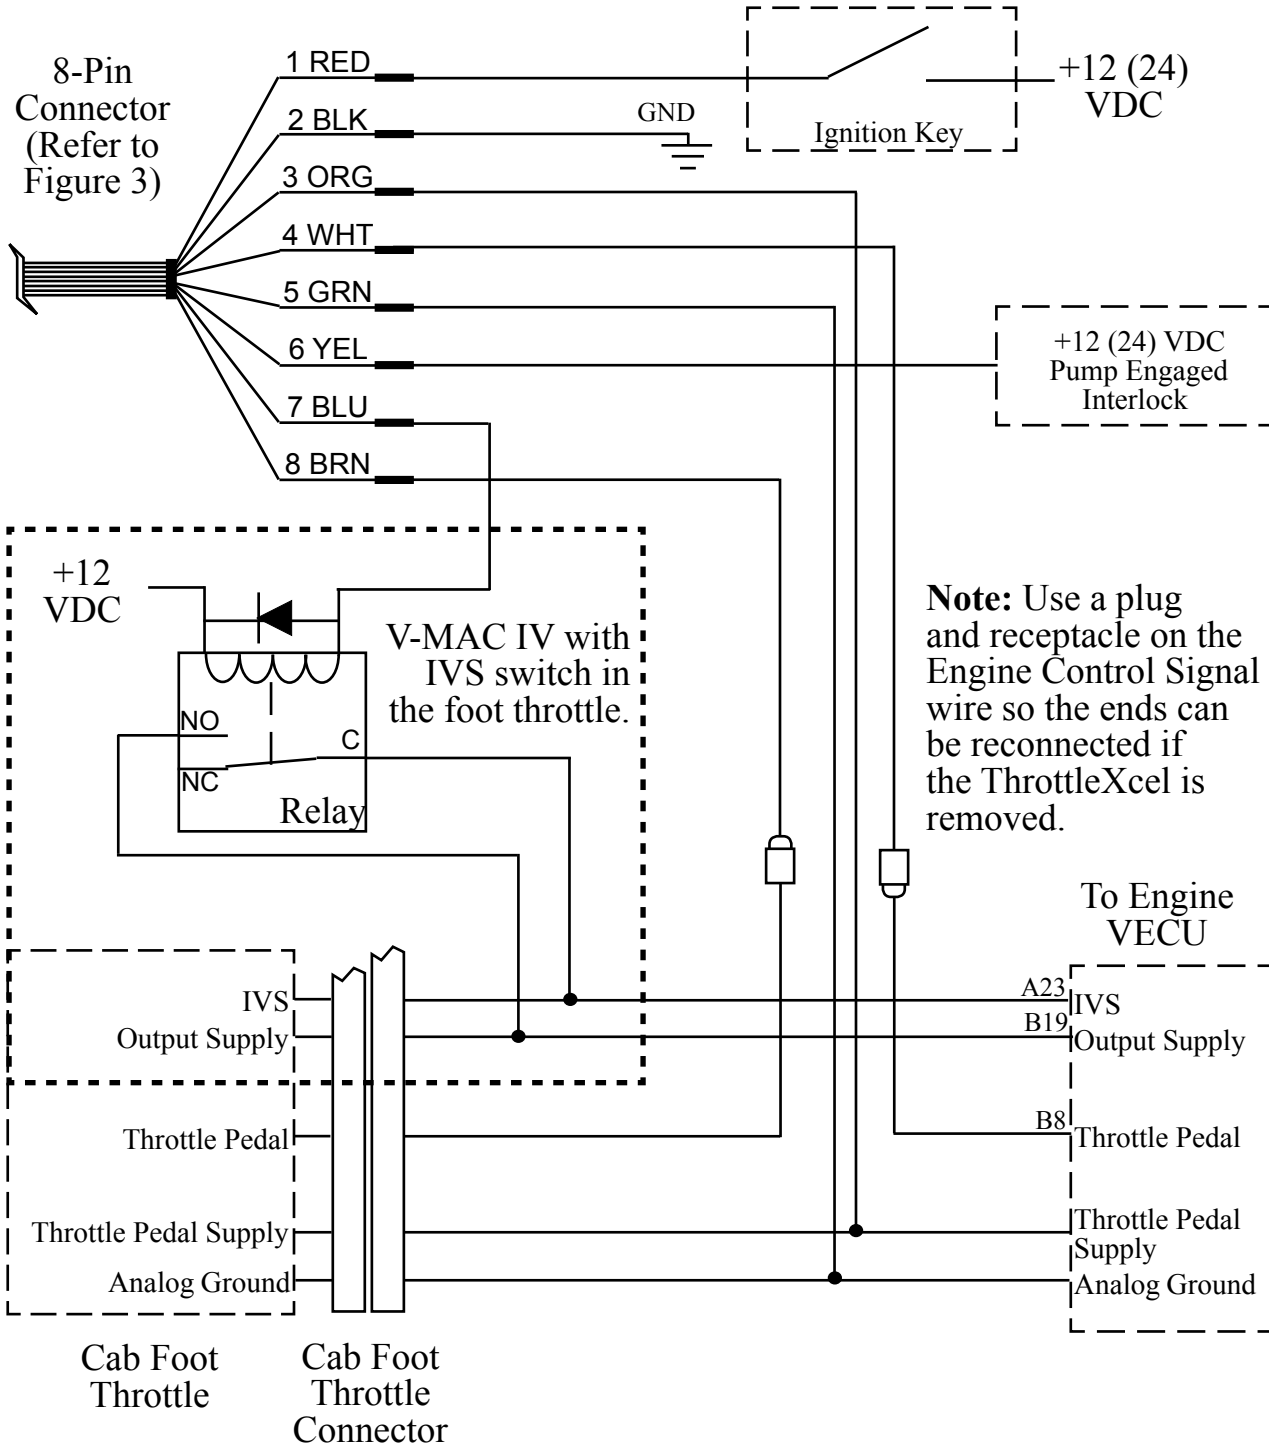 8-Pin
Connector
(Refer to
Figure 3)
1 RED
2 BLK
3 ORG
4 WHT
5 GRN
6 YEL
7 BLU
8 BRN
GND
Ignition Key
+12 (24)
VDC
+12 (24) VDC
Pump Engaged
Interlock
+12
VDC
V-MAC IV with
IVS switch in
the foot throttle.
NO
C
NC
Relay
Note: Use a plug
and receptacle on the
Engine Control Signal
wire so the ends can
be reconnected if
the ThrottleXcel is
removed.
To Engine
VECU
IVS
Output Supply
Throttle Pedal
Throttle Pedal Supply
Analog Ground
A23
IVS
B19
Output Supply
B8
Throttle Pedal
Throttle Pedal
Supply
Analog Ground
Cab Foot
Throttle
Cab Foot
Throttle
Connector